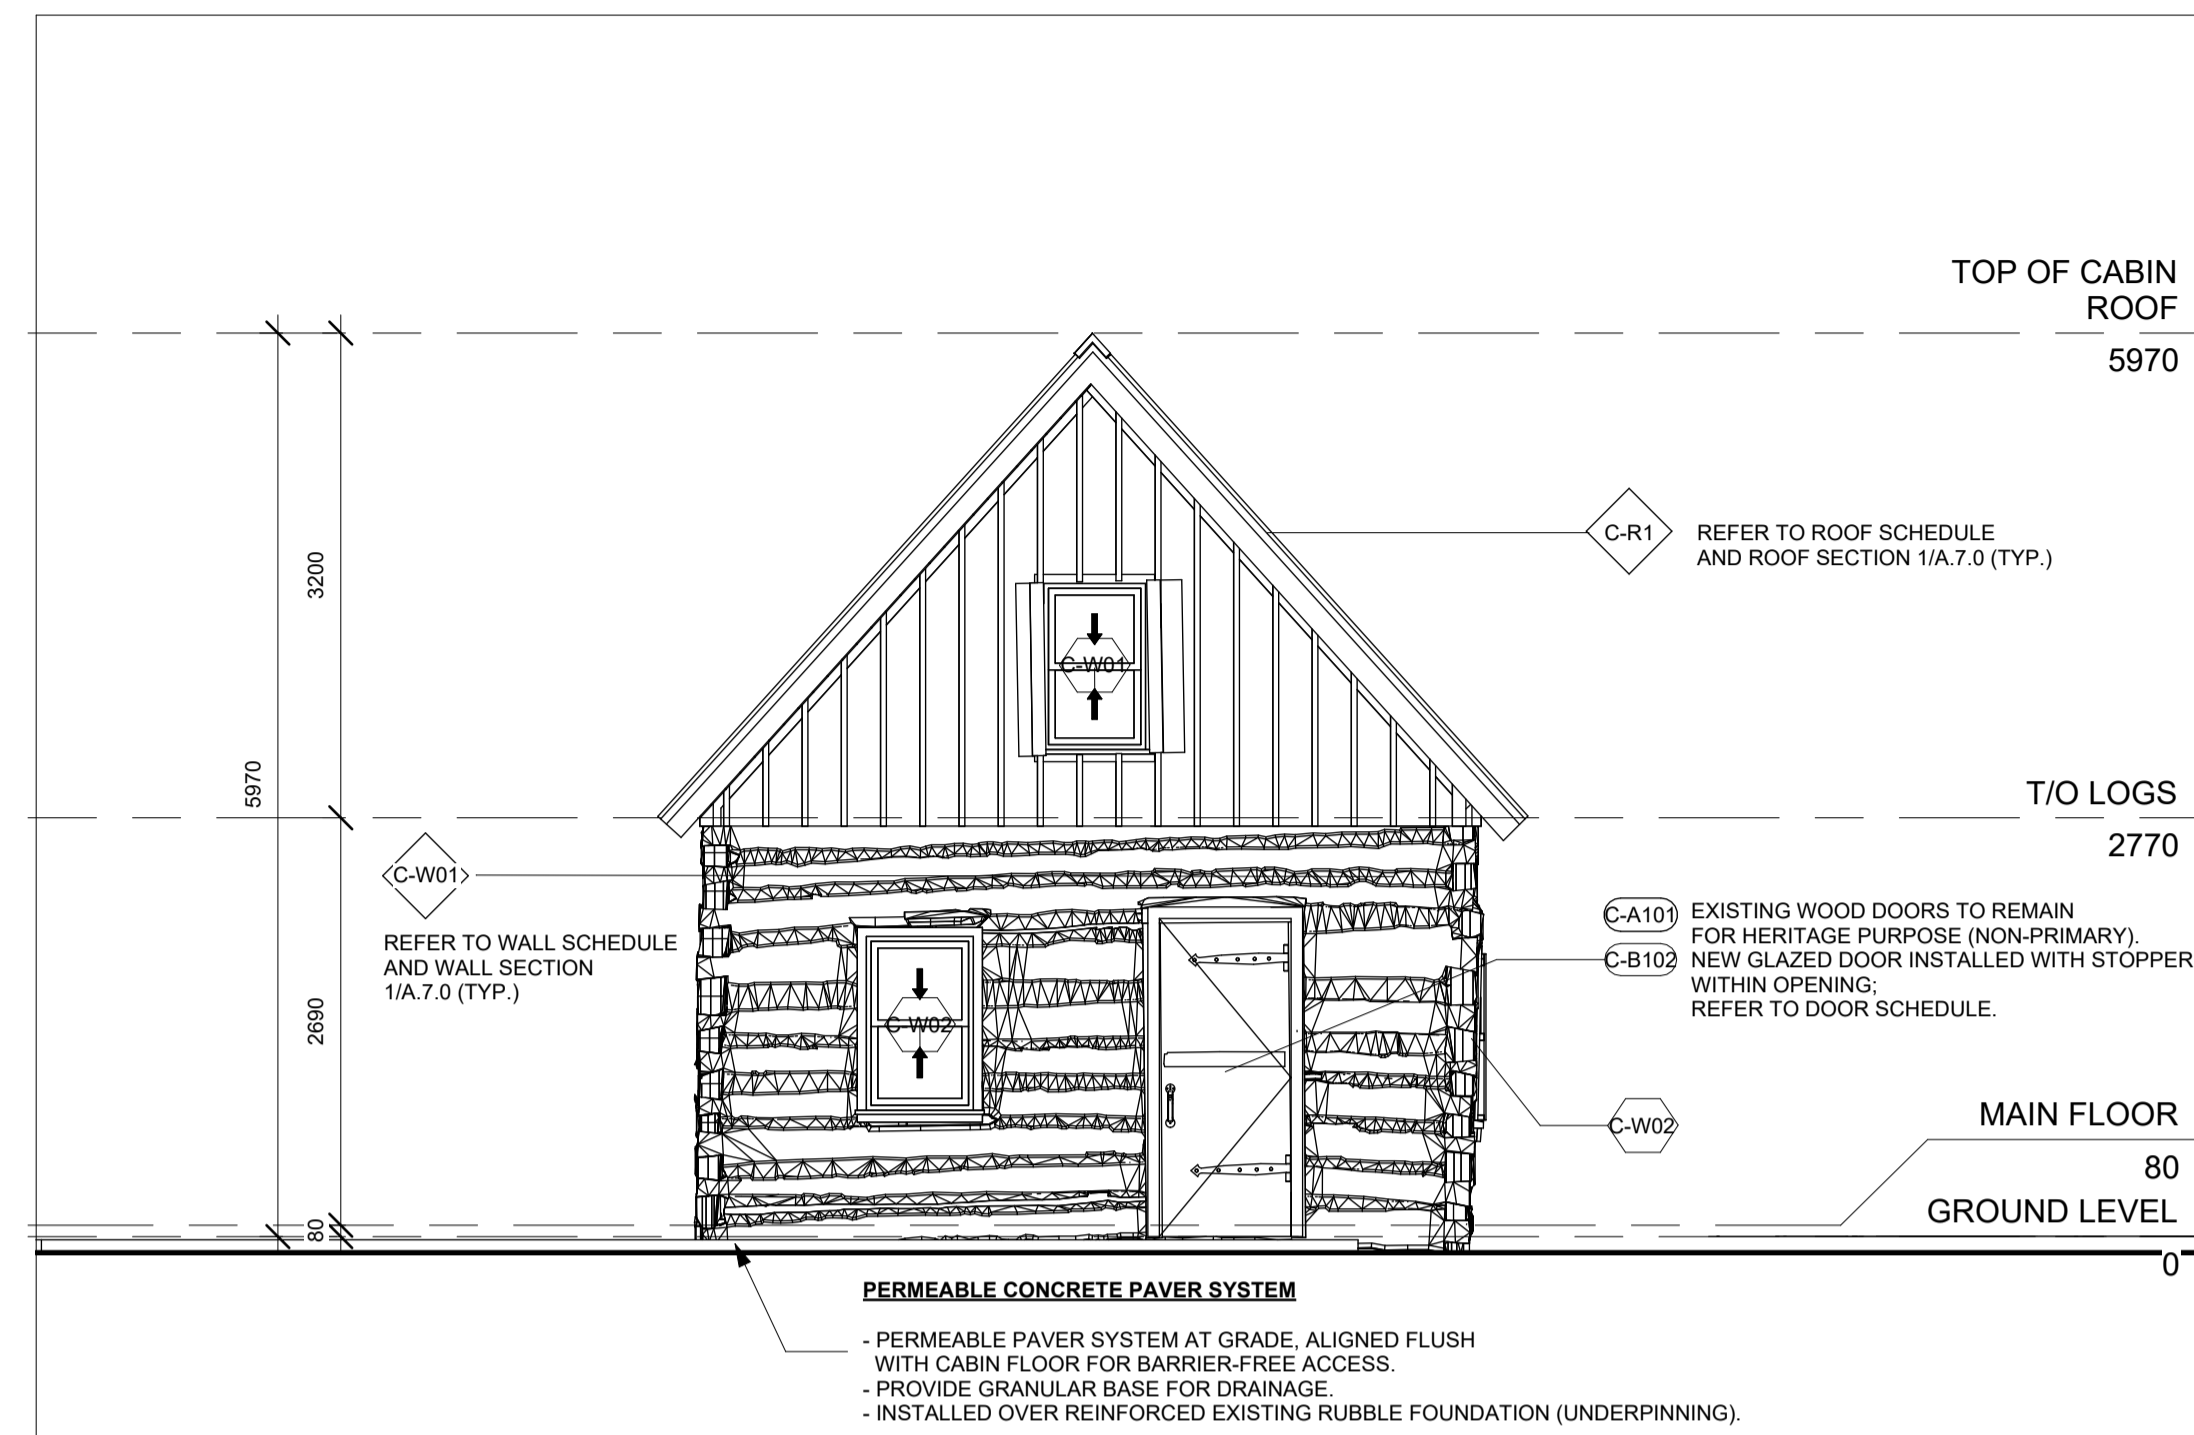 TOP OF CABIN
ROOF
5970
C-R1
REFER TO ROOF SCHEDULE
AND ROOF SECTION 1/A.7.0 (TYP.)
3200
C-W01
5970
T/O LOGS
2770
C-W01
REFER TO WALL SCHEDULE
AND WALL SECTION
1/A.7.0 (TYP.)
C-A101
EXISTING WOOD DOORS TO REMAIN
FOR HERITAGE PURPOSE (NON-PRIMARY).
C-B102
NEW GLAZED DOOR INSTALLED WITH STOPPER
WITHIN OPENING;
REFER TO DOOR SCHEDULE.
2690
C-W02
C-W02
MAIN FLOOR
80
GROUND LEVEL
80
0
PERMEABLE CONCRETE PAVER SYSTEM
- PERMEABLE PAVER SYSTEM AT GRADE, ALIGNED FLUSH
WITH CABIN FLOOR FOR BARRIER-FREE ACCESS.
- PROVIDE GRANULAR BASE FOR DRAINAGE.
- INSTALLED OVER REINFORCED EXISTING RUBBLE FOUNDATION (UNDERPINNING).